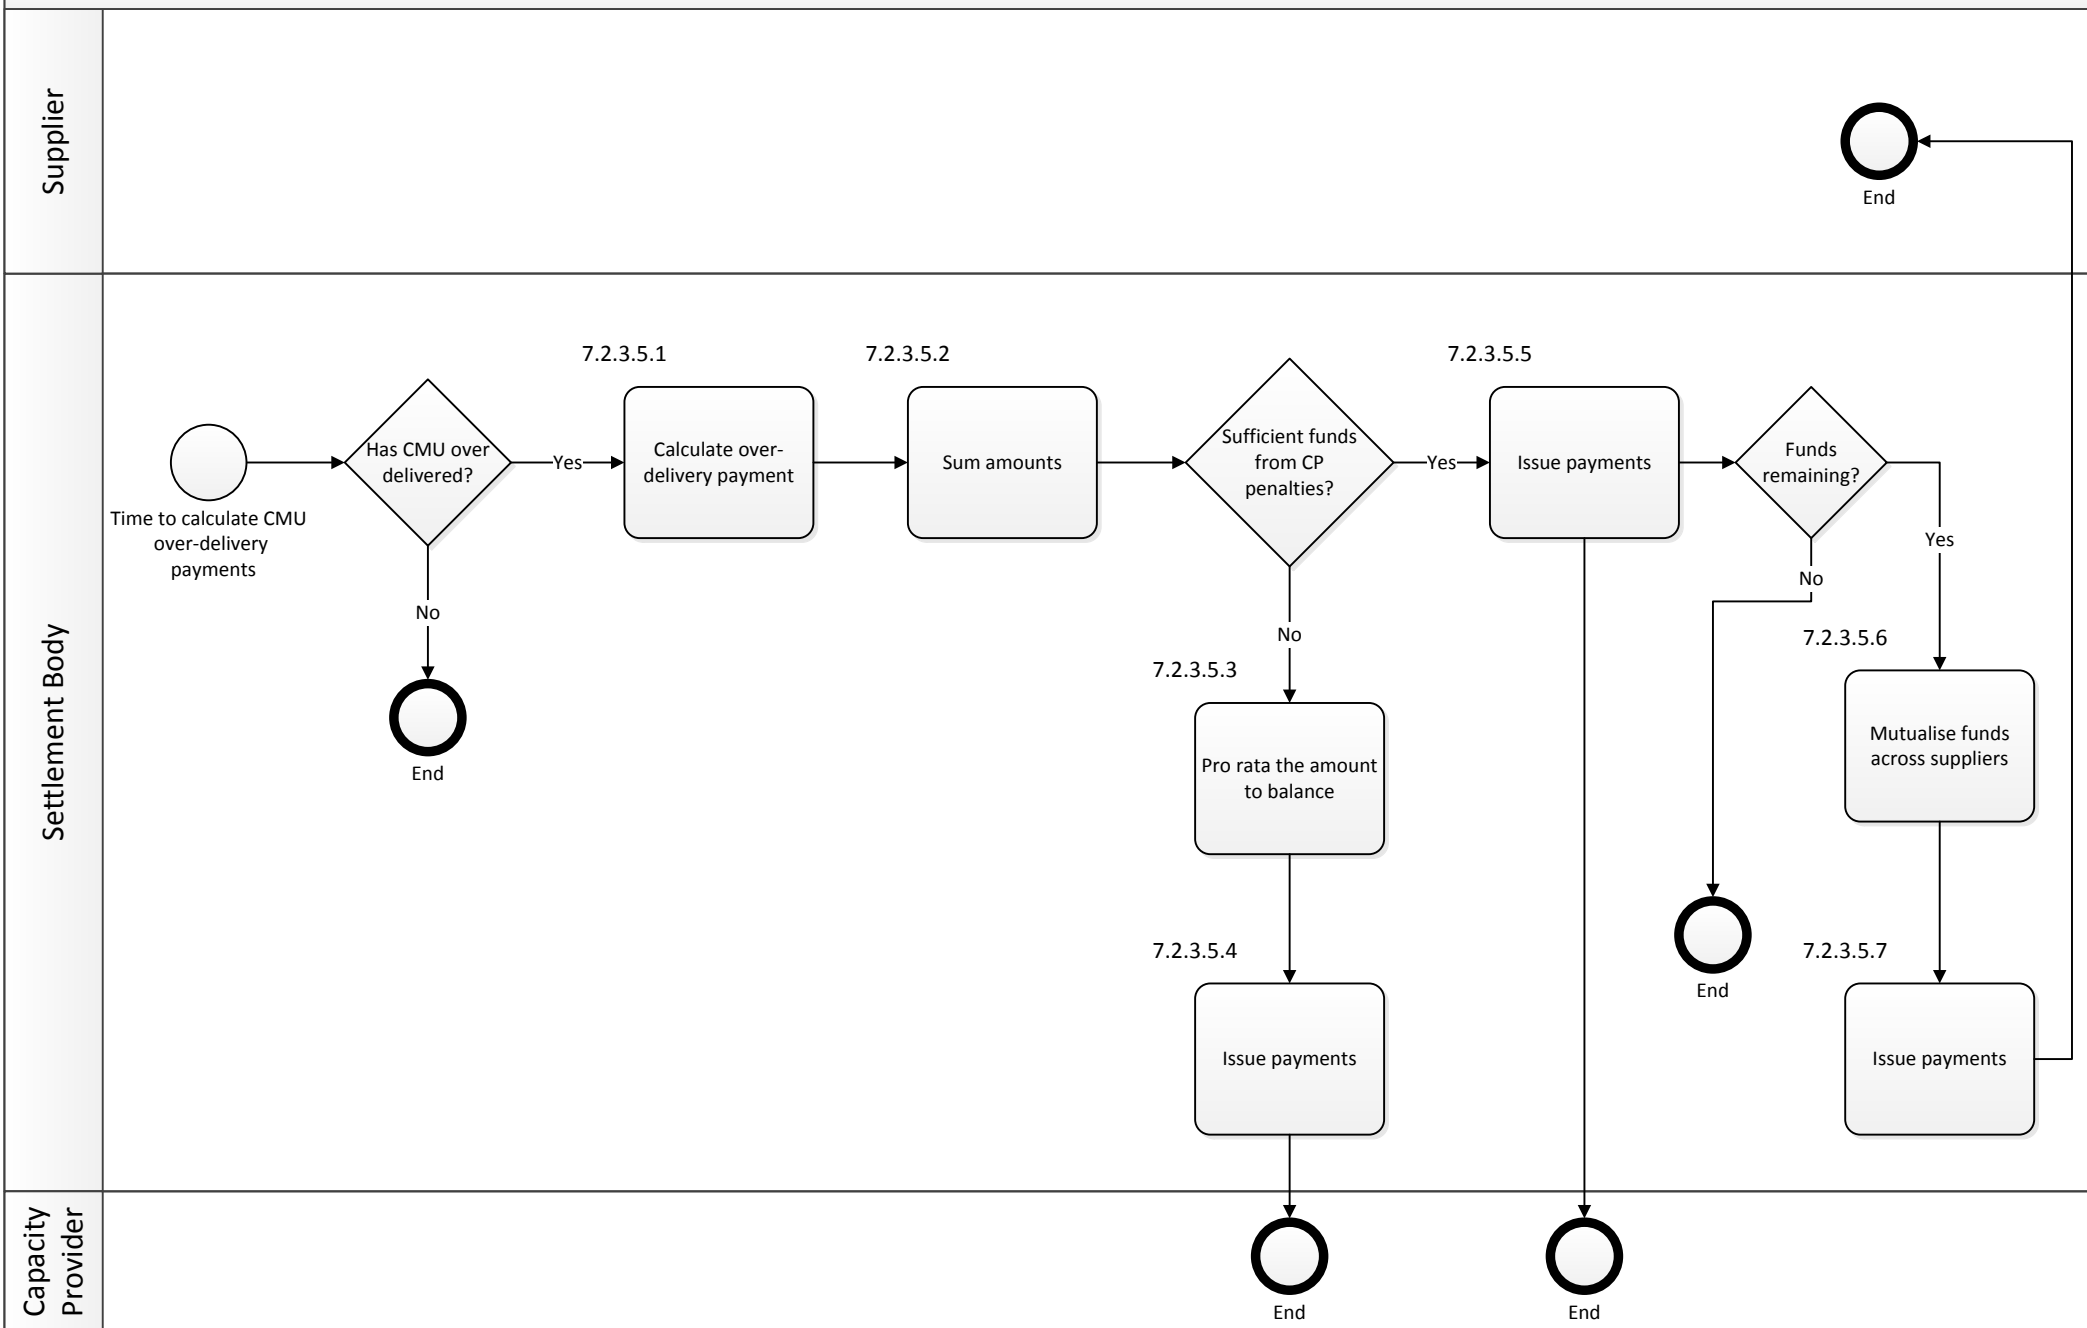 Supplier
End
Settlement Body
7.2.3.5.1
7.2.3.5.2
7.2.3.5.5
Time to calculate CMU
over-delivery
payments
Has CMU over
delivered?
Yes
No
End
Calculate over-
delivery payment
Sum amounts
Sufficient funds
from CP
penalties?
Yes
No
Issue payments
Funds
remaining?
Yes
No
7.2.3.5.3
Pro rata the amount
to balance
7.2.3.5.4
Issue payments
End
7.2.3.5.6
Mutualise funds
across suppliers
7.2.3.5.7
Issue payments
Capacity
Provider
End
End